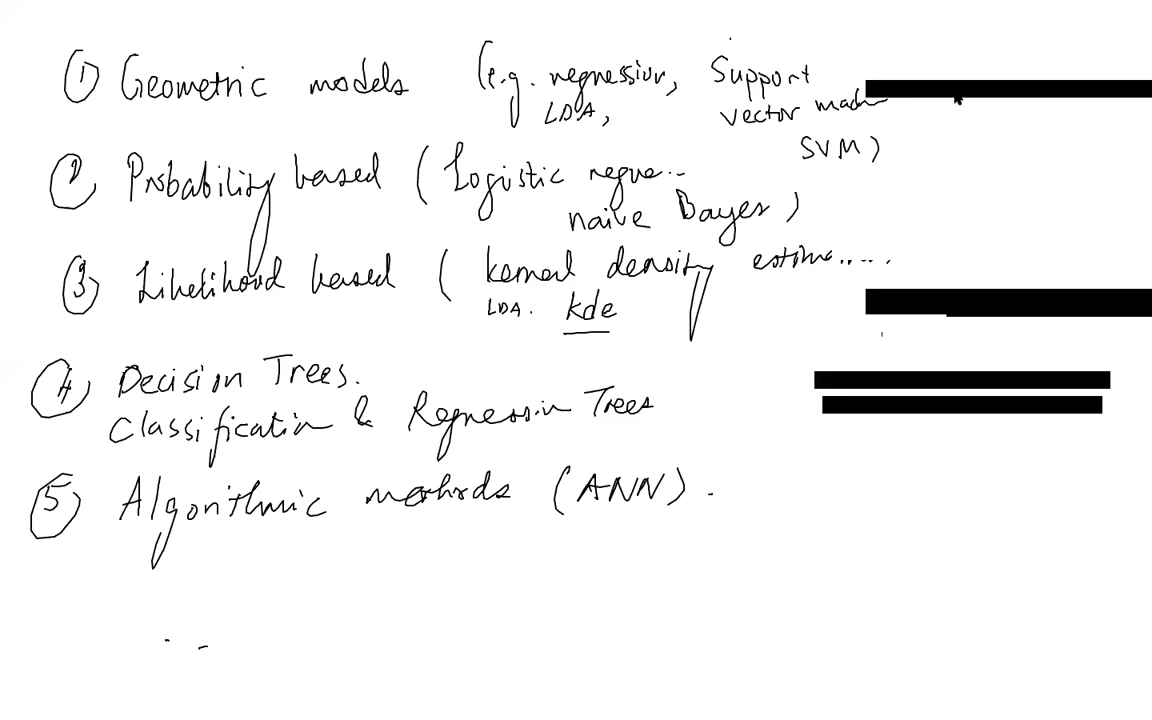 ① Geometric models (e.g. regression, Support
LDA, vector mach
SVM)
② Probability based (Logistic regre..
naive Bayes)
③ Likelihood based ( kernel density estima.....
LDA. kde
④ Decision Trees.
Classification & Regression Trees
⑤ Algorithmic methods (ANN).